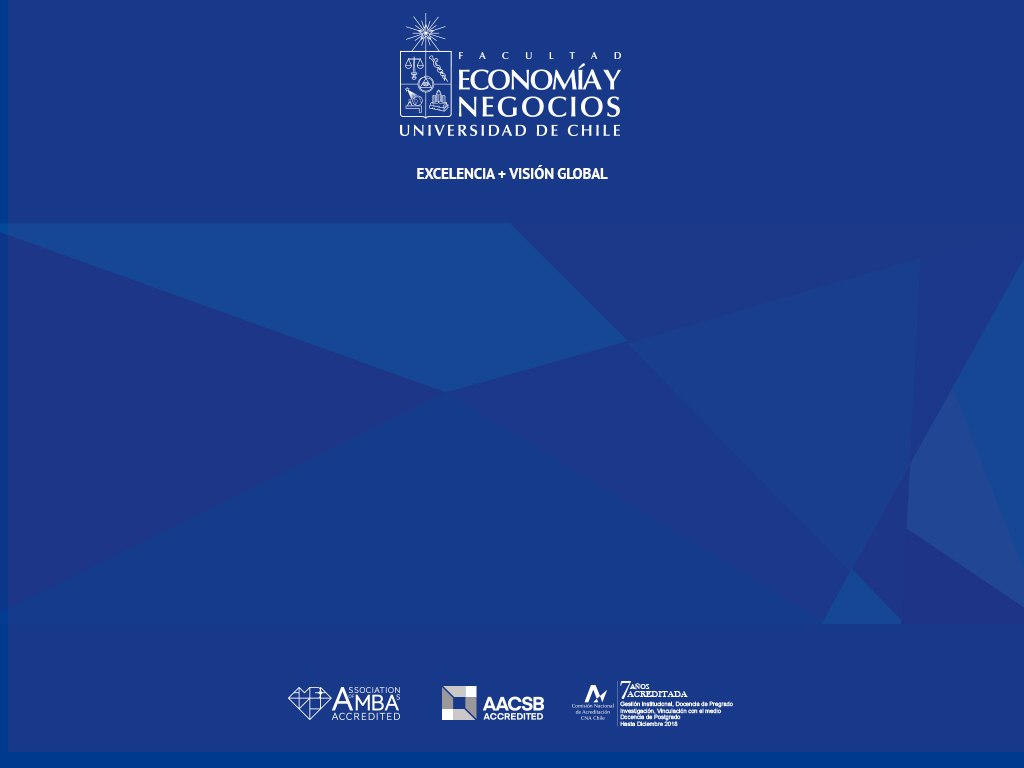 FACULTAD
ECONOMÍA Y
NEGOCIOS
UNIVERSIDAD DE CHILE
EXCELENCIA + VISIÓN GLOBAL
ASSOCIATION
OF AMBAS
ACCREDITED
AACSB
ACCREDITED
Comisión Nacional
de Acreditación
CNA Chile
7 AÑOS
ACREDITADA
Gestión Institucional, Docencia de Pregrado
Investigación, Vinculación con el medio
Docencia de Postgrado
Hasta Diciembre 2018